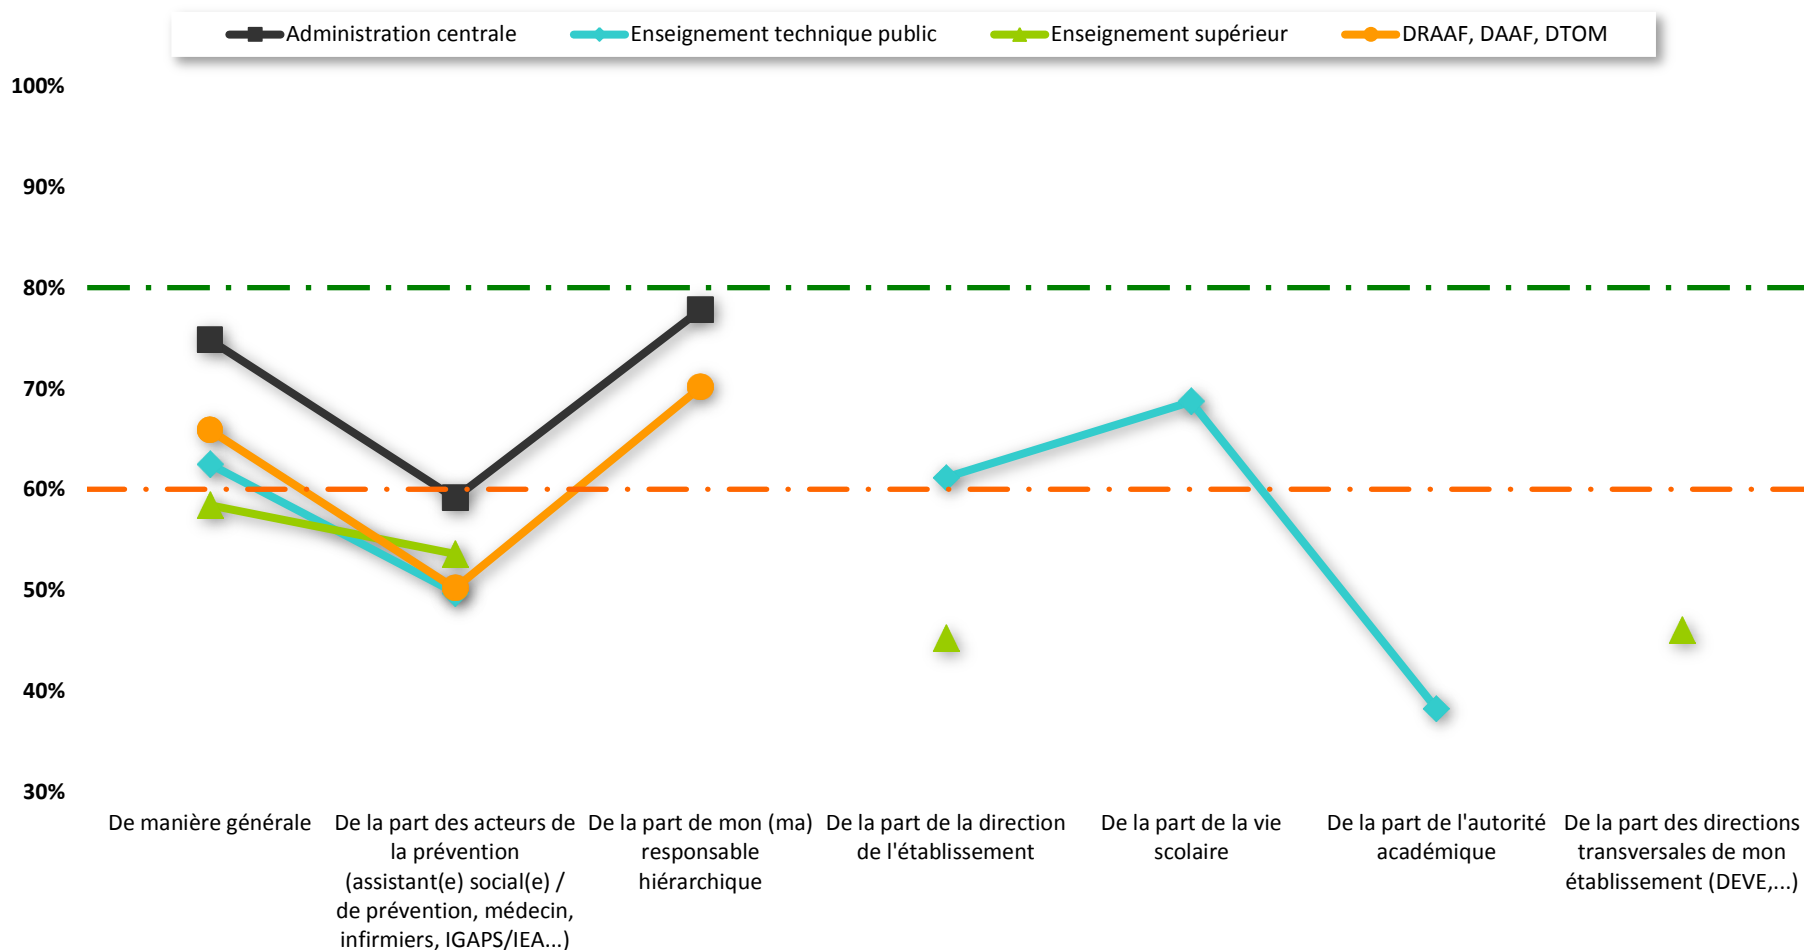 Administration centrale
Enseignement technique public
Enseignement supérieur
DRAAF, DAAF, DTOM
100%
90%
80%
70%
60%
50%
40%
30%
De manière générale
De la part des acteurs de
la prévention
(assistant(e) social(e) /
de prévention, médecin,
infirmiers, IGAPS/IEA...)
De la part de mon (ma)
responsable
hiérarchique
De la part de la direction
de l'établissement
De la part de la vie
scolaire
De la part de l'autorité
académique
De la part des directions
transversales de mon
établissement (DEVE,...)